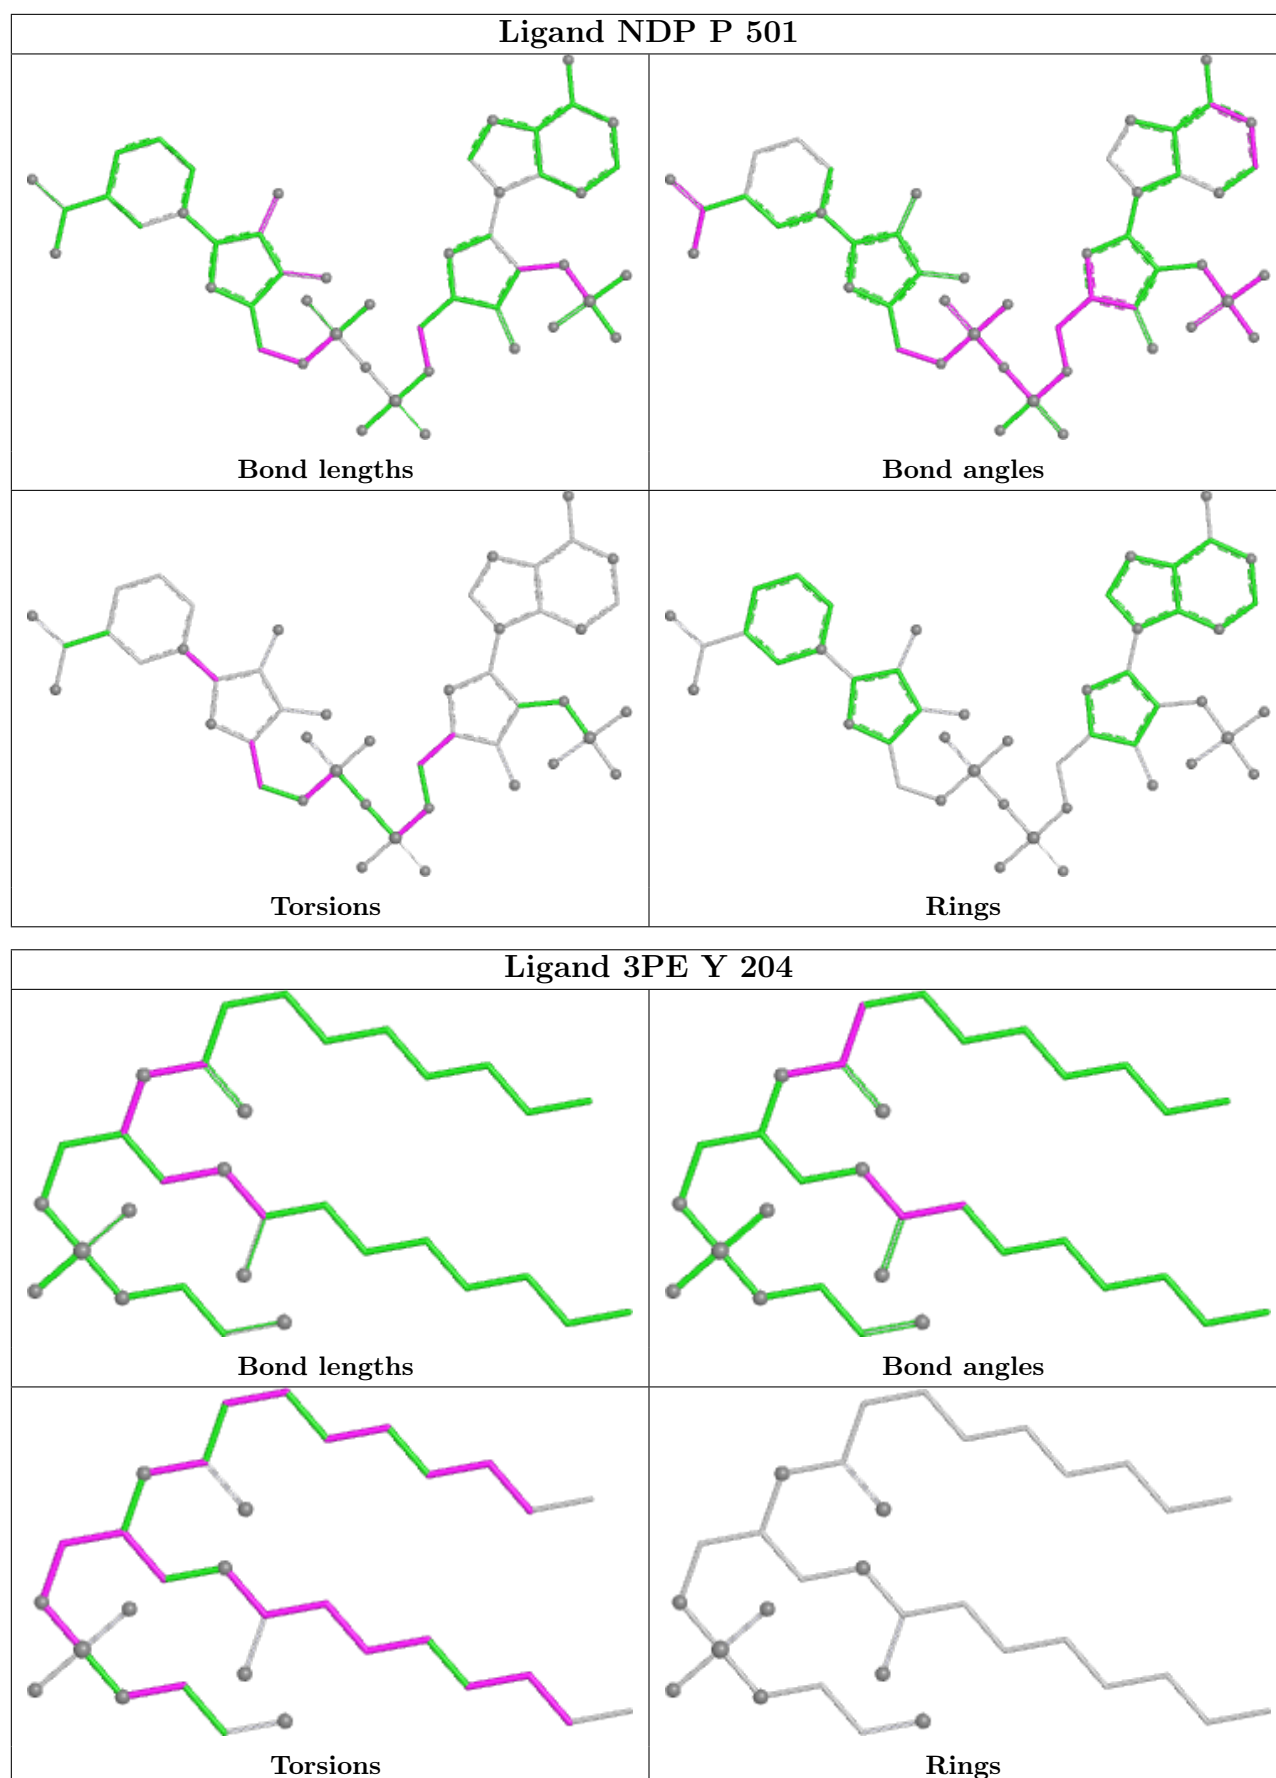 Ligand NDP P 501
Bond lengths
Bond angles
Torsions
Rings
Ligand 3PE Y 204
Bond lengths
Bond angles
Torsions
Rings